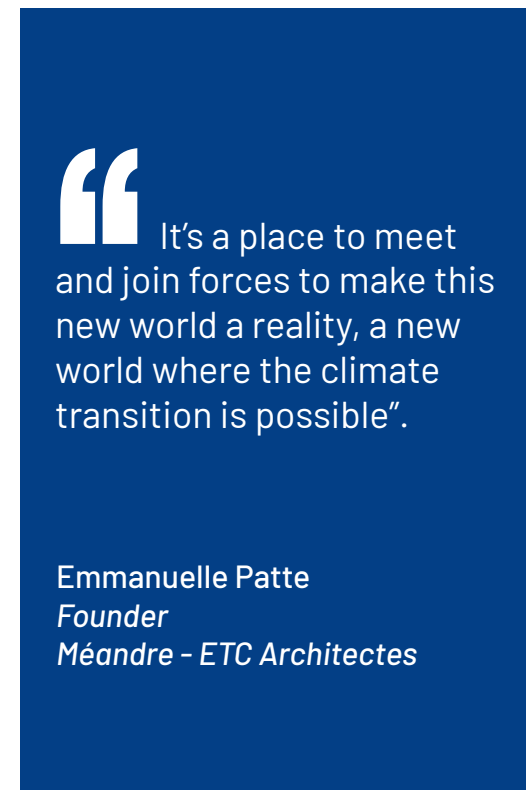 “ It’s a place to meet
and join forces to make this
new world a reality, a new
world where the climate
transition is possible”.
Emmanuelle Patte
Founder
Méandre - ETC Architectes